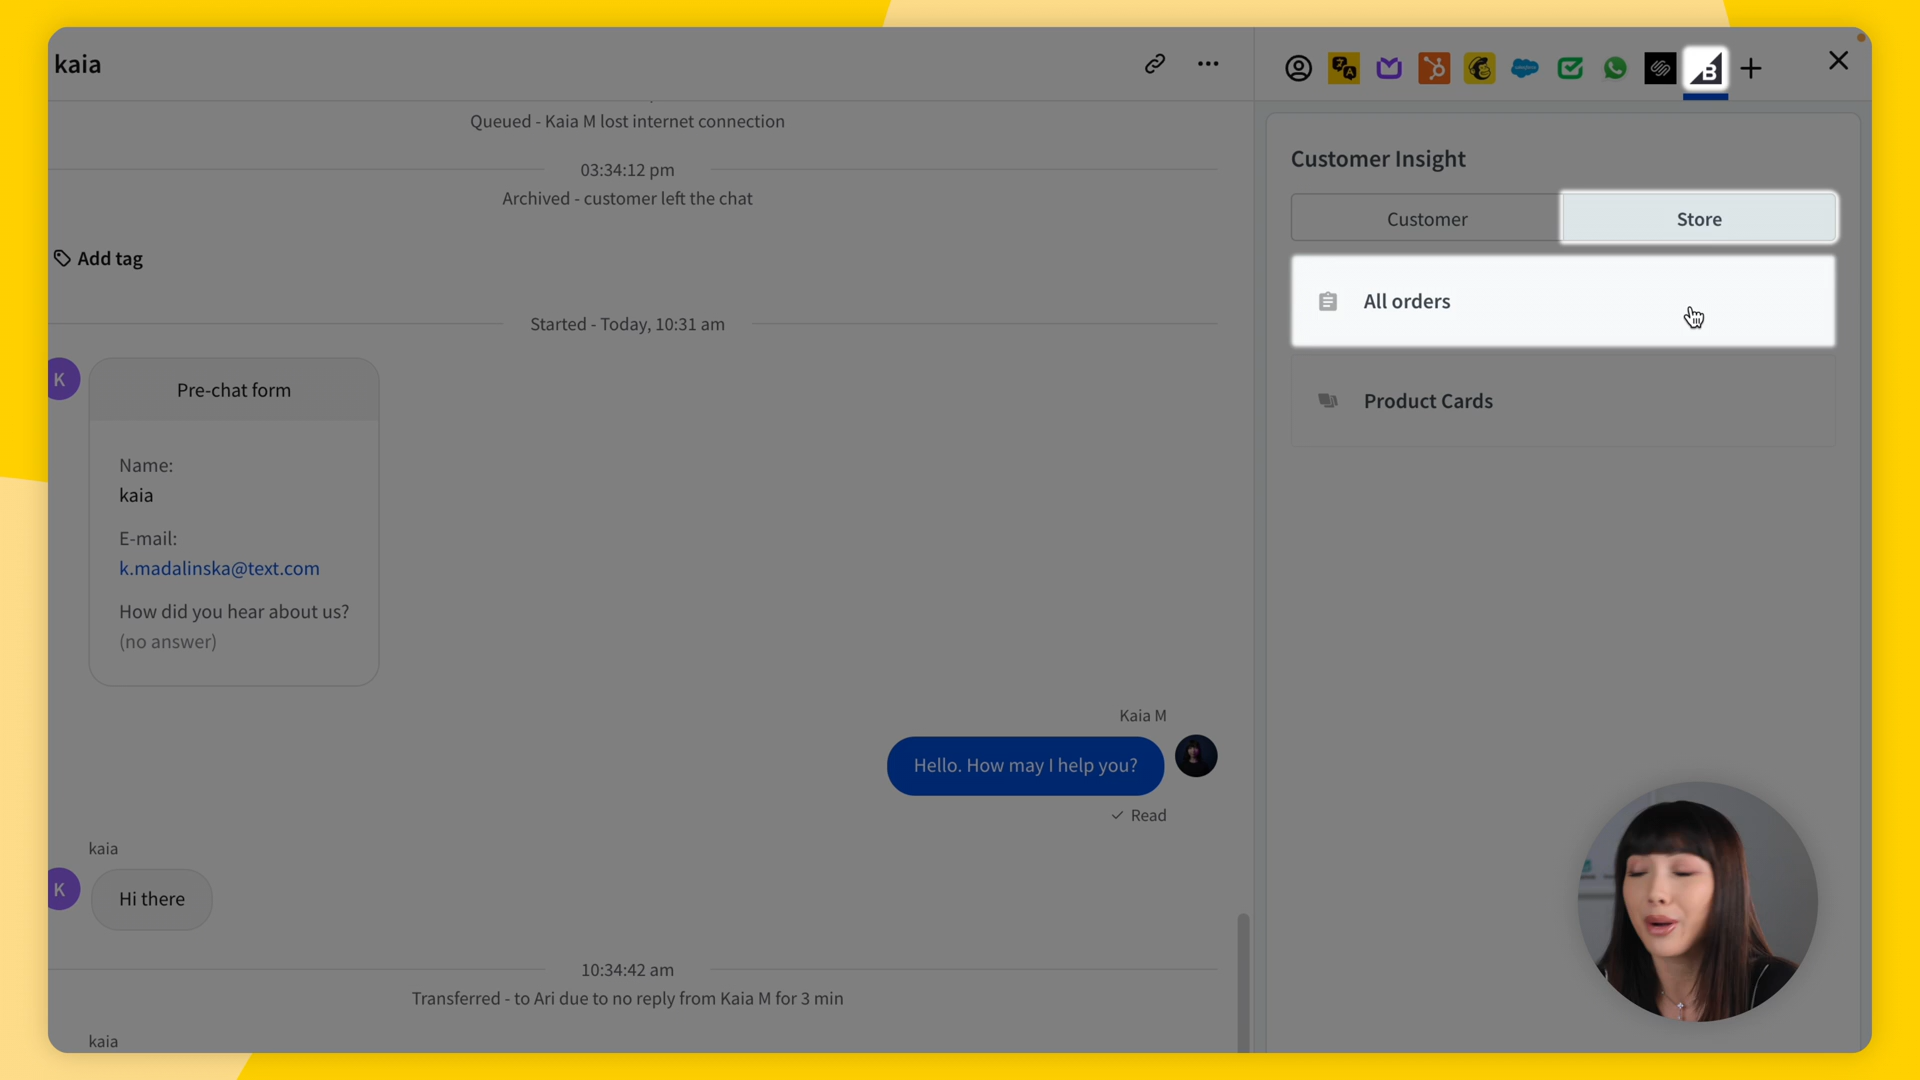 kaia
Queued - Kaia M lost internet connection
03:34:12 pm
Archived - customer left the chat
Add tag
Started - Today, 10:31 am
K
Pre-chat form
Name:
kaia
E-mail:
k.madalinska@text.com
How did you hear about us?
(no answer)
Kaia M
Hello. How may I help you?
Read
kaia
K
Hi there
10:34:42 am
Transferred - to Ari due to no reply from Kaia M for 3 min
kaia
B
Customer Insight
Customer
Store
All orders
Product Cards